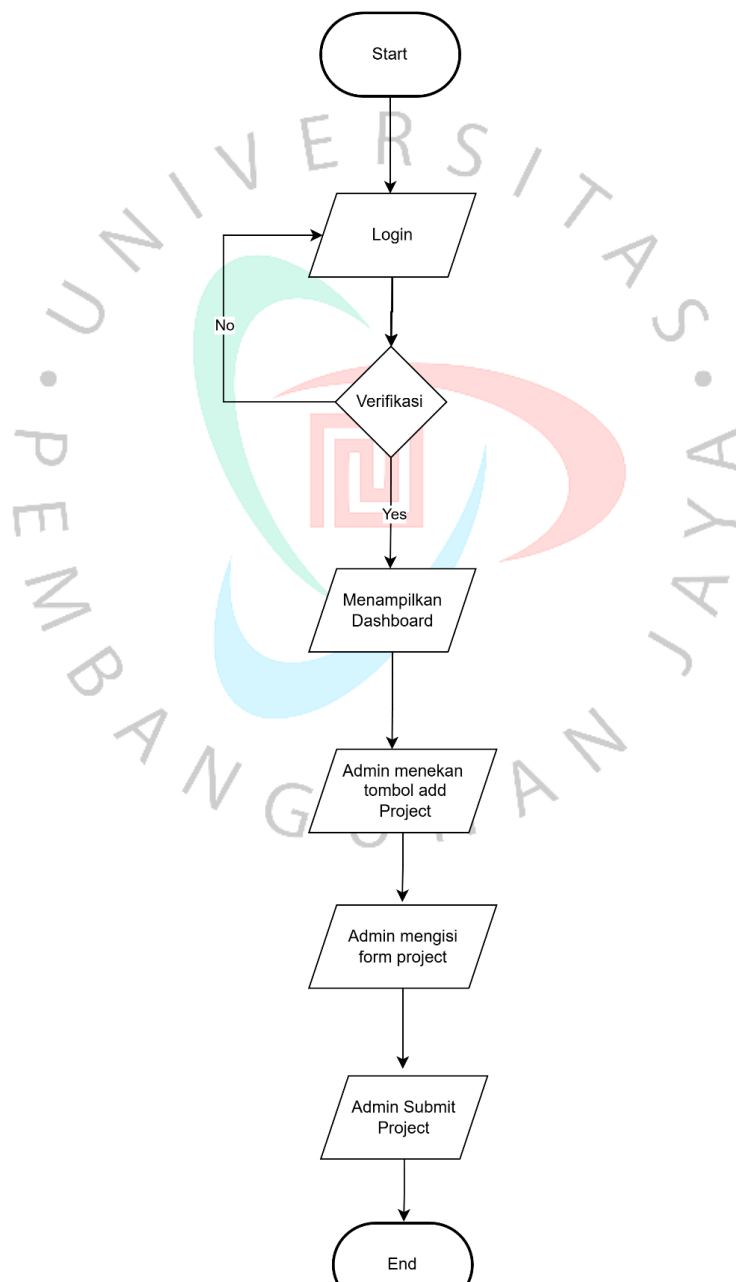 Start
UNIVERSITAS
PEMBANGUNAN JAYA
Login
No
Verifikasi
Yes
Menampilkan
Dashboard
Admin menekan
tombol add
Project
Admin mengisi
form project
Admin Submit
Project
End